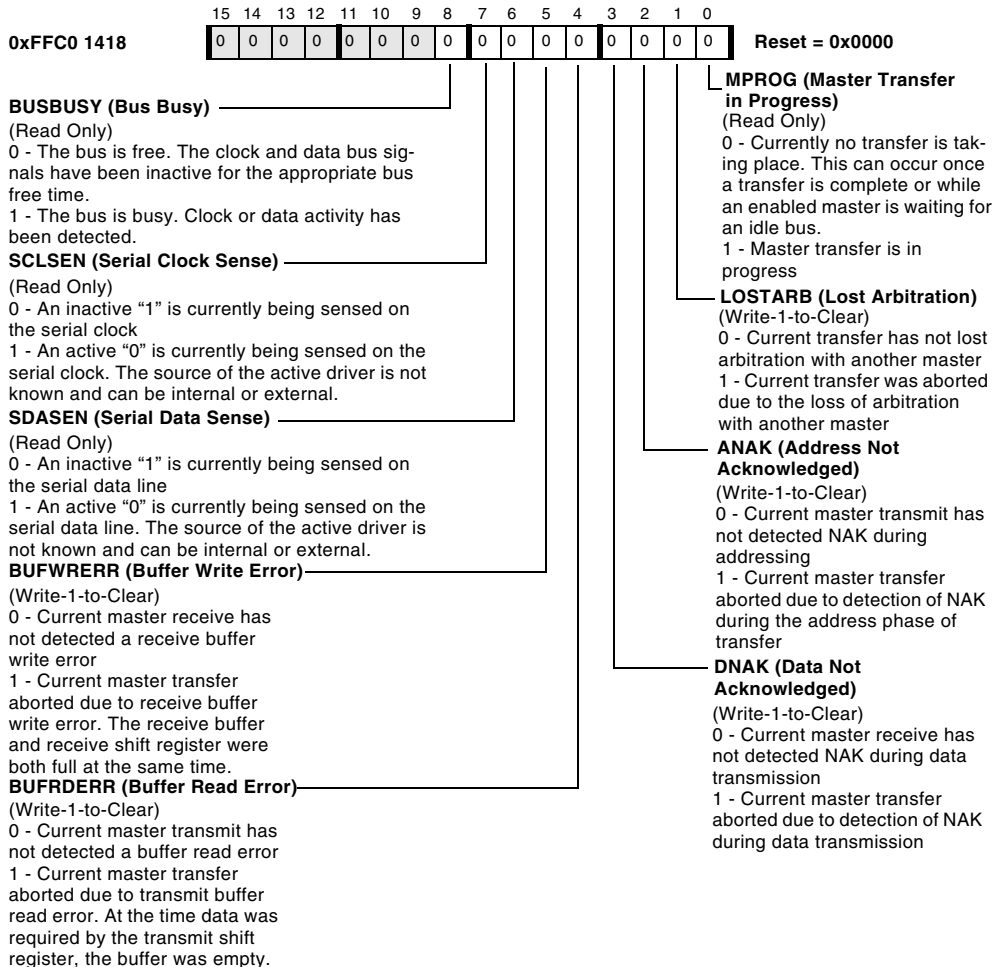 15 14 13 12 11 10 9 8 7 6 5 4 3 2 1 0
0xFFC0 1418
0 0 0 0 0 0 0 0 0 0 0 0 0 0 0 0
Reset = 0x0000
BUSBUSY (Bus Busy)
(Read Only)
0 - The bus is free. The clock and data bus sig-
nals have been inactive for the appropriate bus
free time.
1 - The bus is busy. Clock or data activity has
been detected.
SCLSEN (Serial Clock Sense)
(Read Only)
0 - An inactive “1” is currently being sensed on
the serial clock
1 - An active “0” is currently being sensed on the
serial clock. The source of the active driver is not
known and can be internal or external.
SDASEN (Serial Data Sense)
(Read Only)
0 - An inactive “1” is currently being sensed on
the serial data line
1 - An active “0” is currently being sensed on the
serial data line. The source of the active driver is
not known and can be internal or external.
BUFWRERR (Buffer Write Error)
(Write-1-to-Clear)
0 - Current master receive has
not detected a receive buffer
write error
1 - Current master transfer
aborted due to receive buffer
write error. The receive buffer
and receive shift register were
both full at the same time.
BUFRDERR (Buffer Read Error)
(Write-1-to-Clear)
0 - Current master transmit has
not detected a buffer read error
1 - Current master transfer
aborted due to transmit buffer
read error. At the time data was
required by the transmit shift
register, the buffer was empty.
MPROG (Master Transfer
in Progress)
(Read Only)
0 - Currently no transfer is tak-
ing place. This can occur once
a transfer is complete or while
an enabled master is waiting for
an idle bus.
1 - Master transfer is in
progress
LOSTARB (Lost Arbitration)
(Write-1-to-Clear)
0 - Current transfer has not lost
arbitration with another master
1 - Current transfer was aborted
due to the loss of arbitration
with another master
ANAK (Address Not
Acknowledged)
(Write-1-to-Clear)
0 - Current master transmit has
not detected NAK during
addressing
1 - Current master transfer
aborted due to detection of NAK
during the address phase of
transfer
DNAK (Data Not
Acknowledged)
(Write-1-to-Clear)
0 - Current master receive has
not detected NAK during data
transmission
1 - Current master transfer
aborted due to detection of NAK
during data transmission